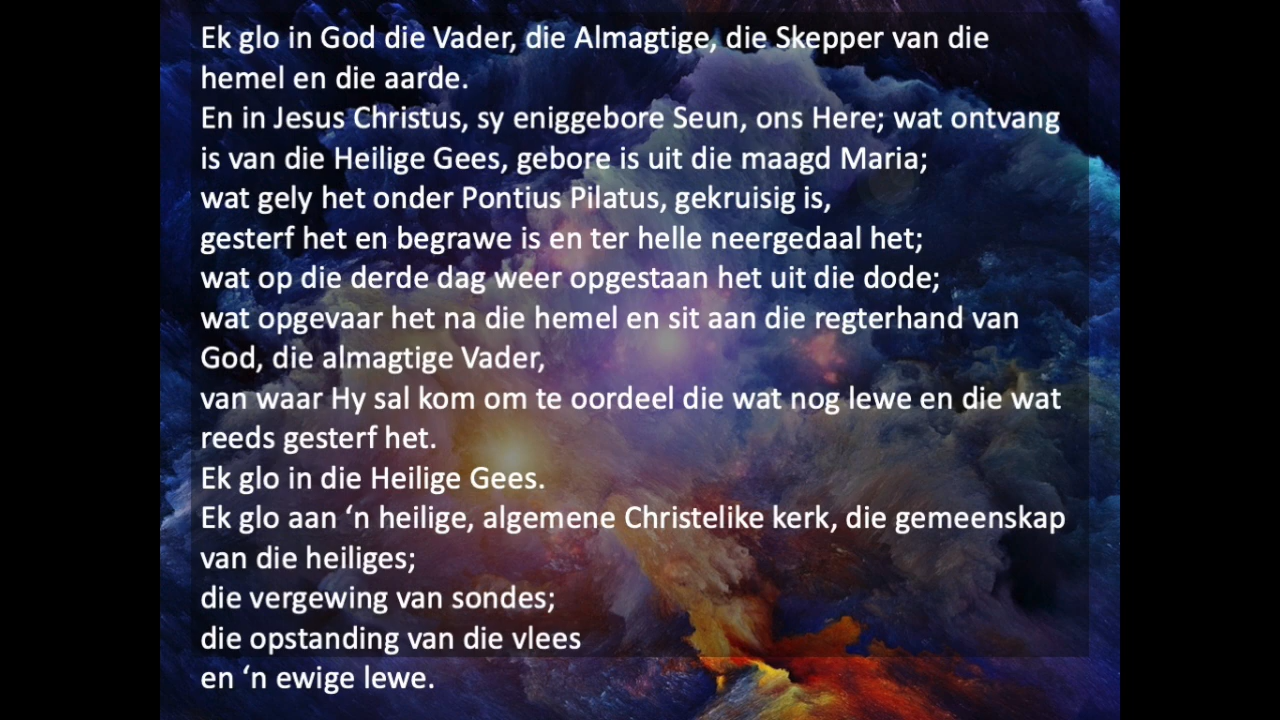 Ek glo in God die Vader, die Almagtige, die Skepper van die
hemel en die aarde.
En in Jesus Christus, sy eniggebore Seun, ons Here; wat ontvang
is van die Heilige Gees, gebore is uit die maagd Maria;
wat gely het onder Pontius Pilatus, gekruisig is,
gesterf het en begrawe is en ter helle neergedaal het;
wat op die derde dag weer opgestaan het uit die dode;
wat opgevaar het na die hemel en sit aan die regterhand van
God, die almagtige Vader,
van waar Hy sal kom om te oordeel die wat nog lewe en die wat
reeds gesterf het.
Ek glo in die Heilige Gees.
Ek glo aan ‘n heilige, algemene Christelike kerk, die gemeenskap
van die heiliges;
die vergewing van sondes;
die opstanding van die vlees
en ‘n ewige lewe.